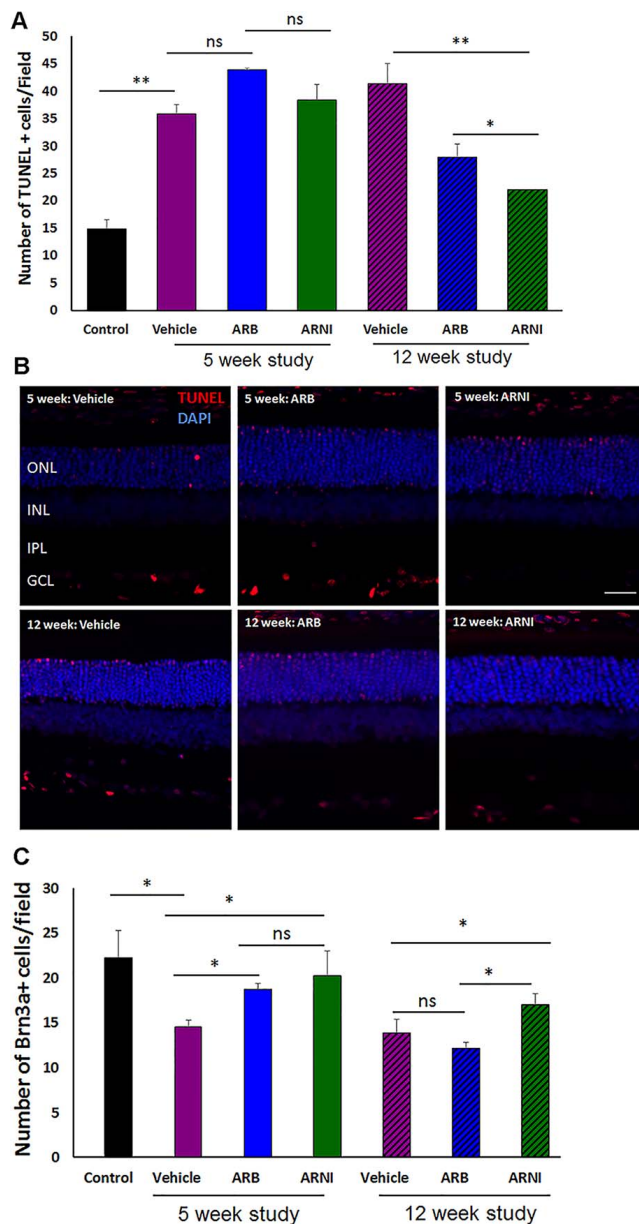 A
Number of TUNEL + cells/Field
50
45
40
35
30
25
20
15
10
5
0
**
ns
ns
**
*
Control Vehicle ARB ARNI Vehicle ARB ARNI
5 week study 12 week study
B
5 week: Vehicle TUNEL
DAPI
ONL
INL
IPL
GCL
5 week: ARB
5 week: ARNI
12 week: Vehicle
12 week: ARB
12 week: ARNI
C
Number of Brn3a+ cells/field
30
25
20
15
10
5
0
*
*
ns
*
*
ns
*
Control Vehicle ARB ARNI Vehicle ARB ARNI
5 week study 12 week study